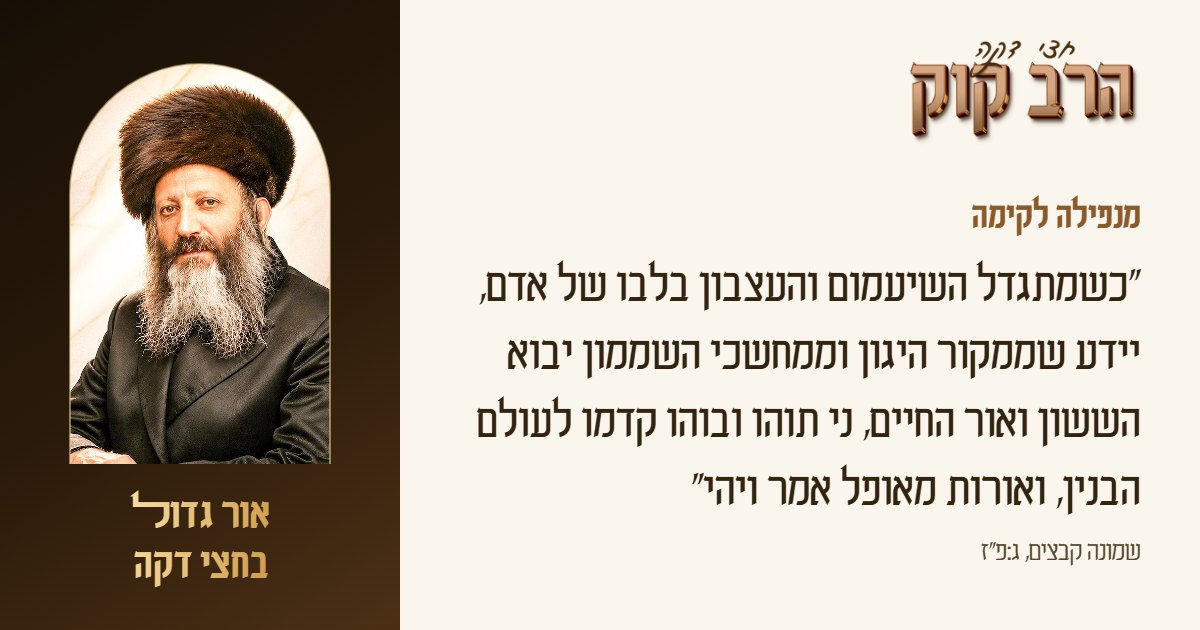 חצי דקה
הרב קוק
מנפילה לקימה
"כשמתגדל השיעמום והעצבון בלבו של אדם,
יידע שממקור היגון וממחשכי השממון יבוא
הששון ואור החיים, ני תוהו ובוהו קדמו לעולם
הבנין, ואורות מאופל אמר ויהי"
שמונה קבצים, ג:פ"ז
אור גדול
בחצי דקה